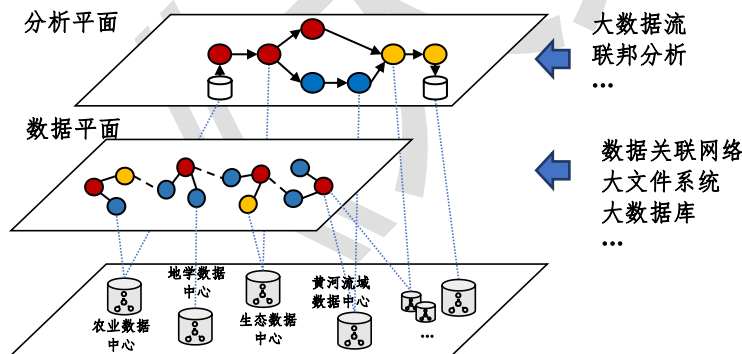 分析平面
大数据流
联邦分析
...
数据平面
数据关联网络
大文件系统
大数据库
...
地学数据
中心
黄河流域
数据中心
农业数据
中心
生态数据
中心
...